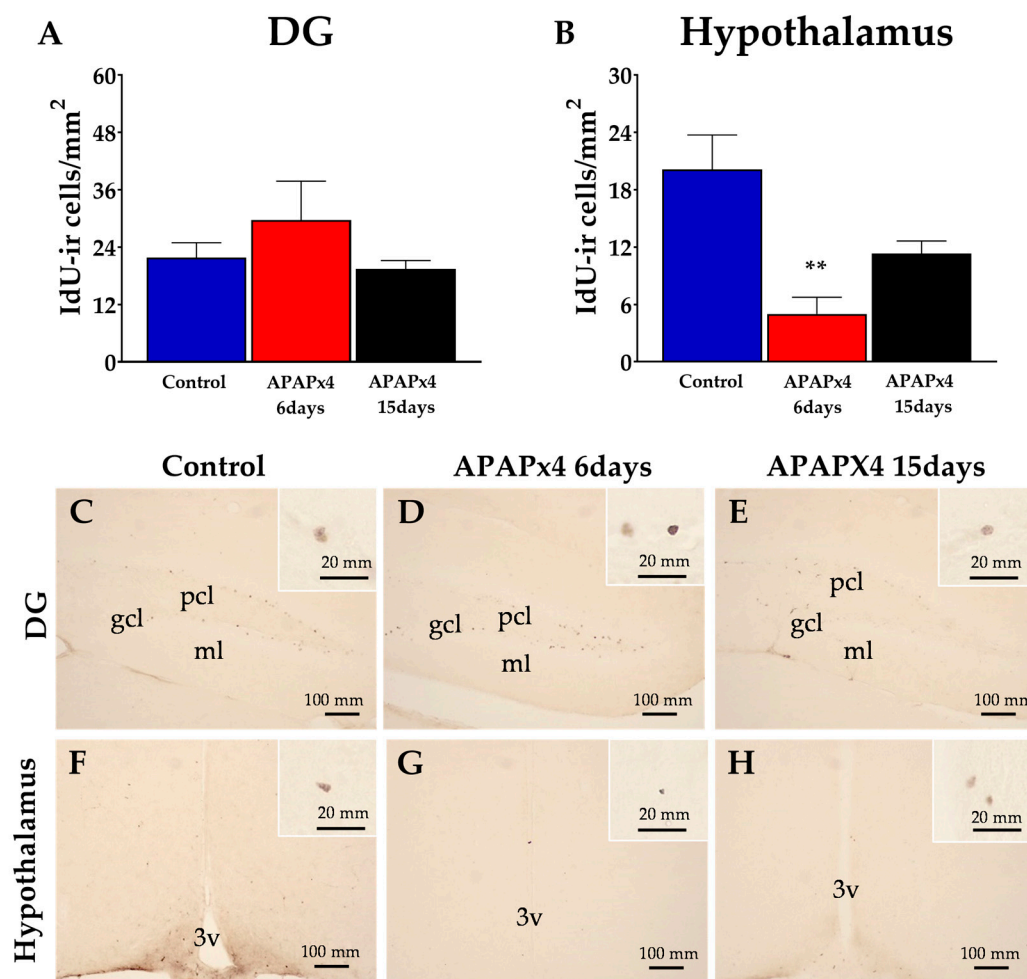 A
DG
IdU-ir cells/mm²
60
48
36
24
12
0
Control
APAPx4
6days
APAPx4
15days
B
Hypothalamus
IdU-ir cells/mm²
30
24
18
12
6
0
**
Control
APAPx4
6days
APAPx4
15days
Control
APAPx4 6days
APAPX4 15days
DG
C
20 mm
pcl
gcl
ml
100 mm
D
20 mm
pcl
gcl
ml
100 mm
E
20 mm
pcl
gcl
ml
100 mm
Hypothalamus
F
20 mm
3v
100 mm
G
20 mm
3v
100 mm
H
20 mm
3v
100 mm